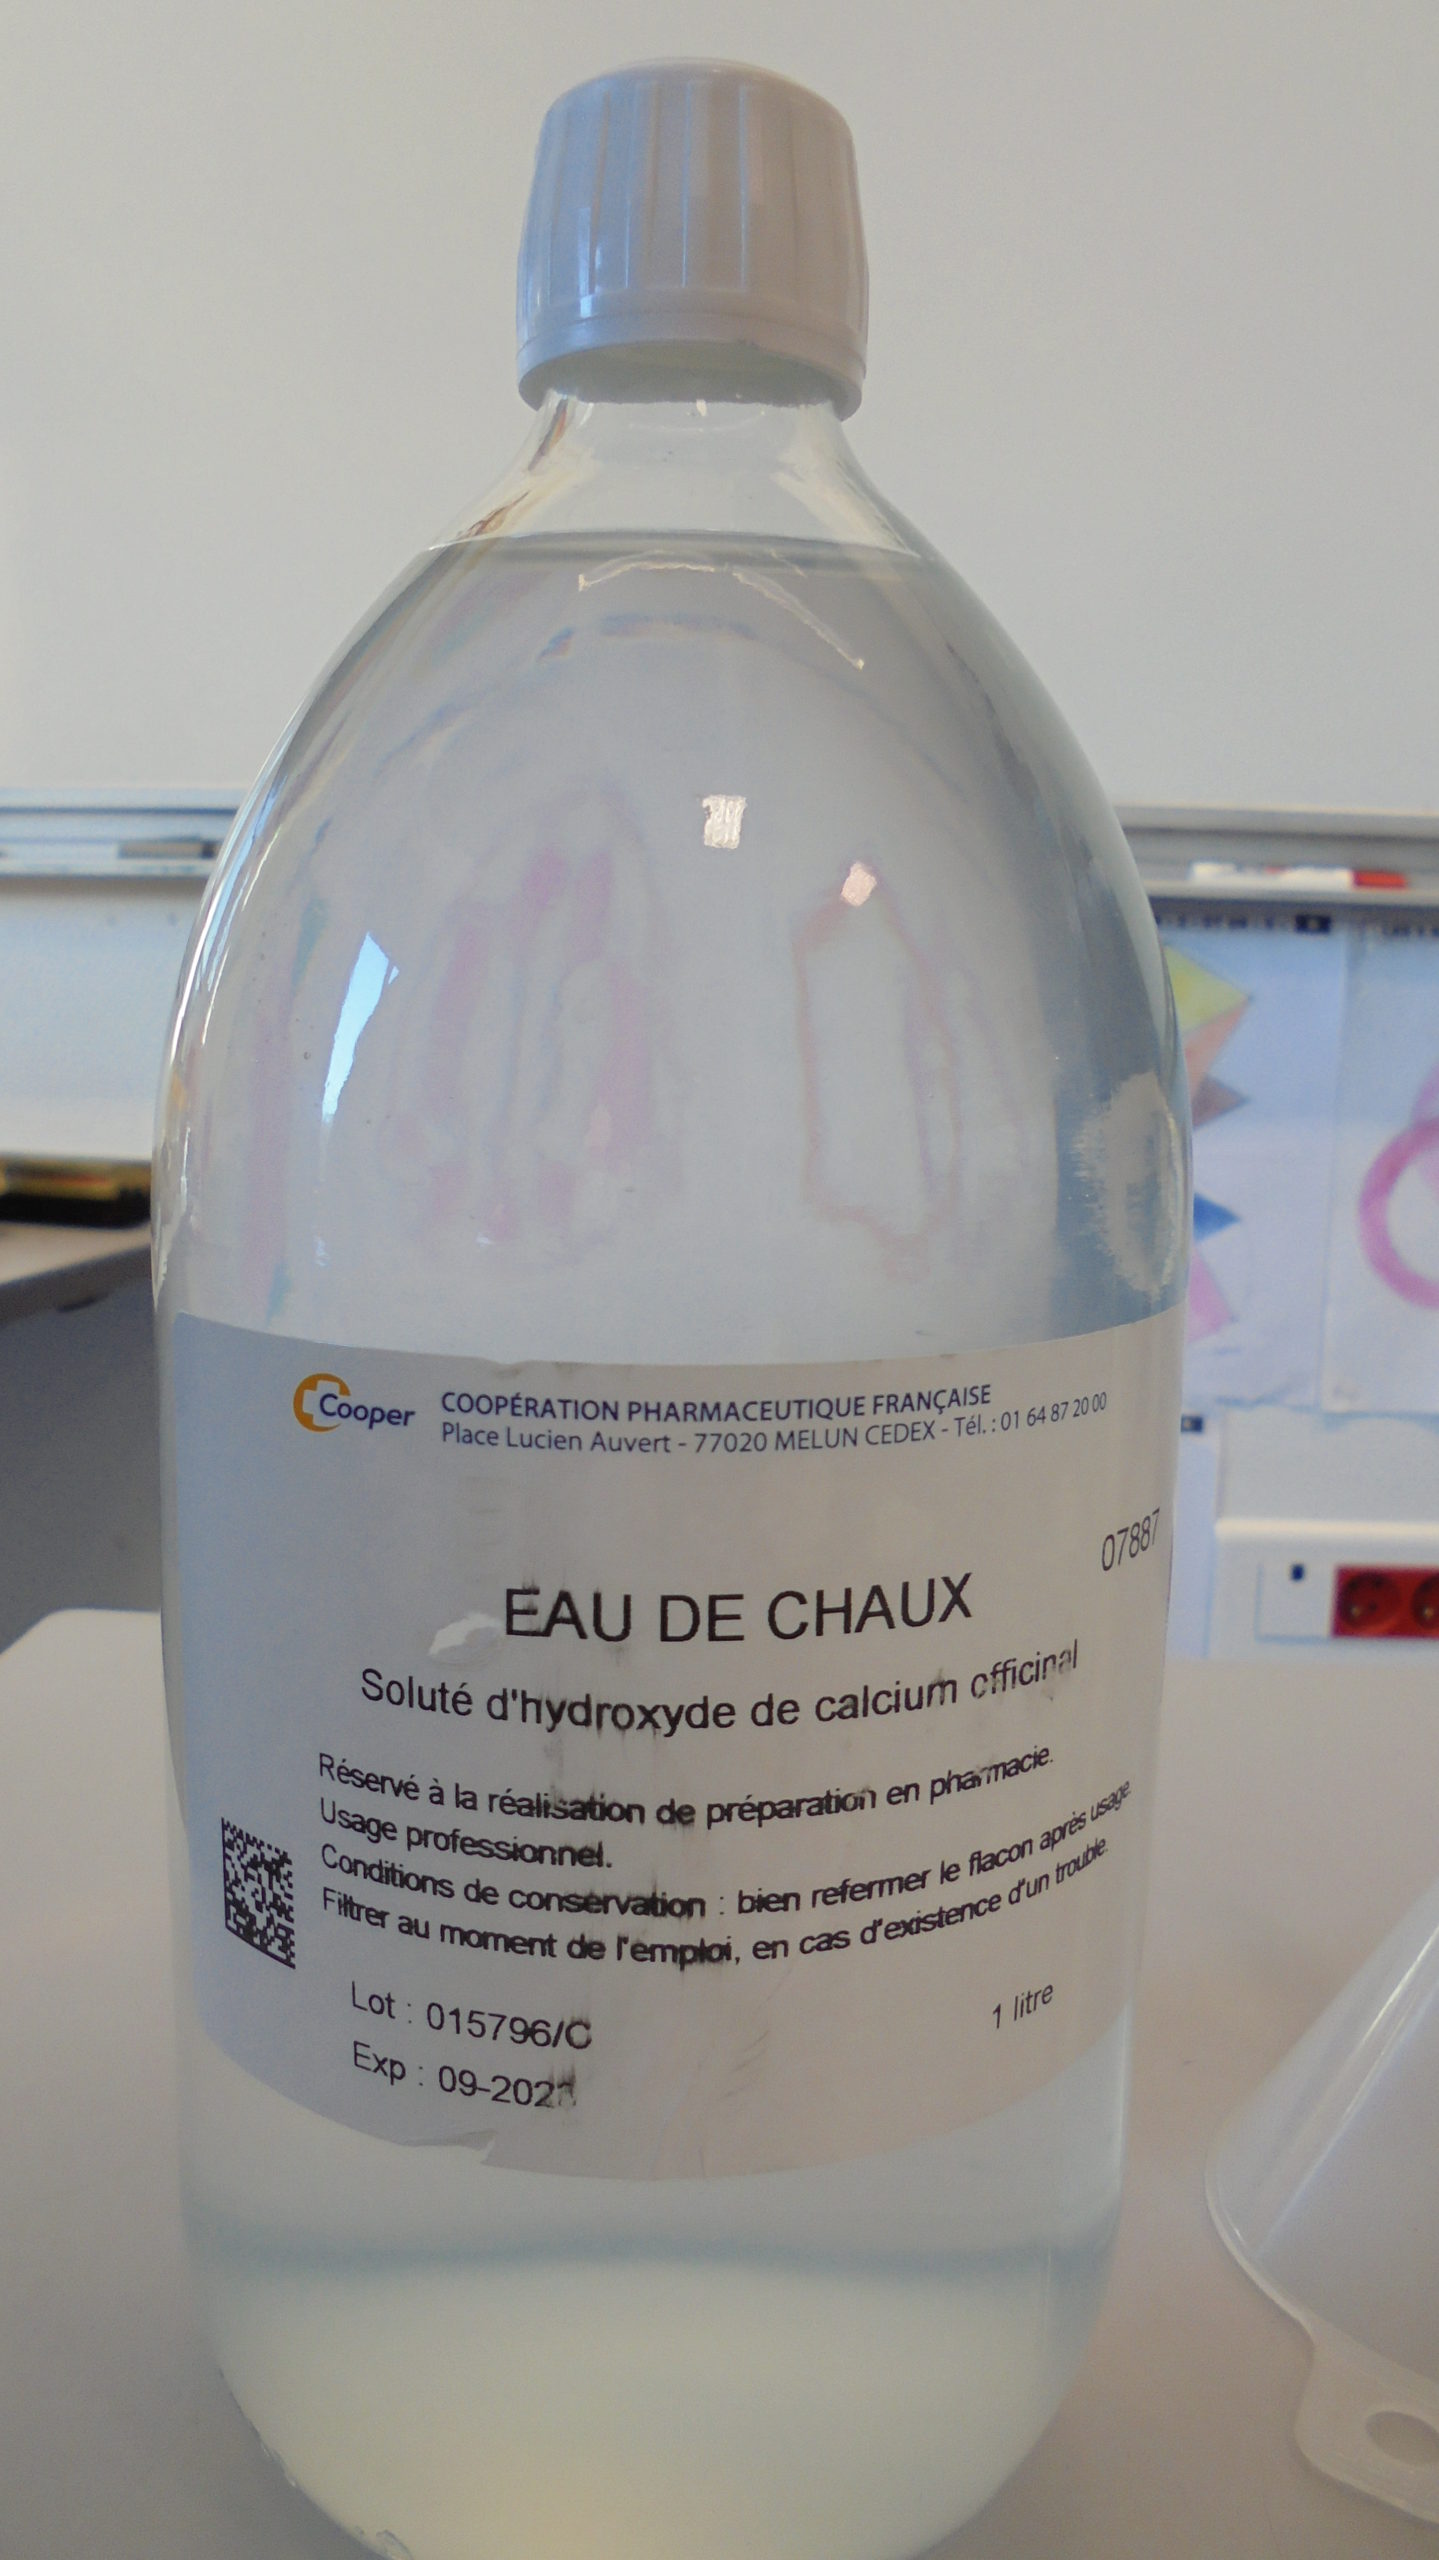 Cooper
COOPÉRATION PHARMACEUTIQUE FRANÇAISE
Place Lucien Auvert - 77020 MELUN CEDEX - Tél. : 01 64 87 20 00
07887
EAU DE CHAUX
Soluté d'hydroxyde de calcium officinal
Réservé à la réalisation de préparation en pharmacie.
Usage professionnel.
Conditions de conservation : bien refermer le flacon après usage.
Filtrer au moment de l'emploi, en cas d'existence d'un trouble.
Lot : 015796/C
Exp :
1 litre